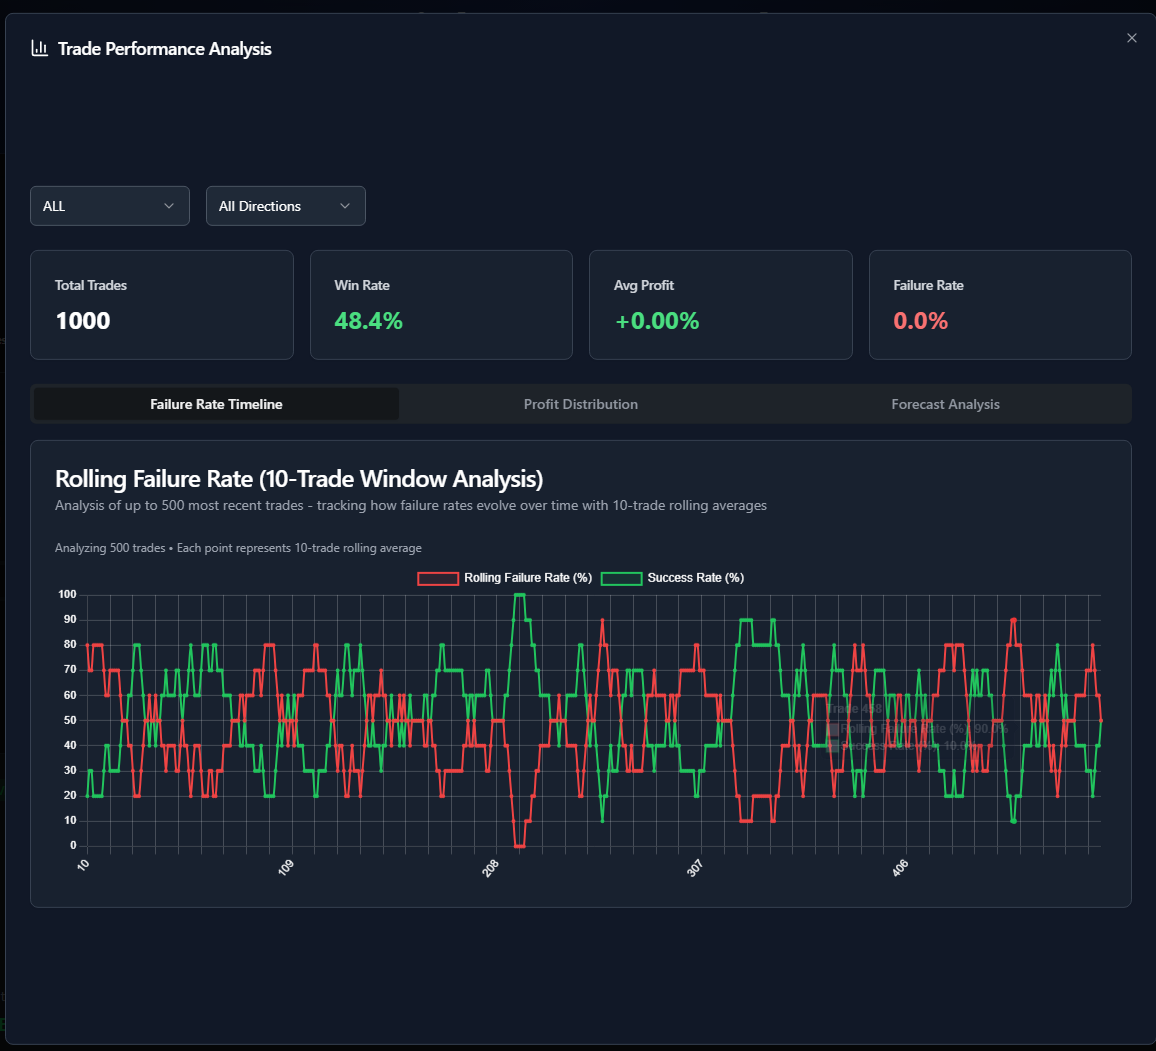 Trade Performance Analysis
ALL
All Directions
Total Trades
Win Rate
Avg Profit
Failure Rate
1000
48.4%
+0.00%
0.0%
Failure Rate Timeline
Profit Distribution
Forecast Analysis
Rolling Failure Rate (10-Trade Window Analysis)
Analysis of up to 500 most recent trades - tracking how failure rates evolve over time with 10-trade rolling averages
Analyzing 500 trades • Each point represents 10-trade rolling average
Rolling Failure Rate (%)
Success Rate (%)
100
90
80
70
60
50
40
30
20
10
0
Trade 458
Rolling Failure Rate (%): 90.0%
Success Rate (%): 10.0%
10
109
208
307
406